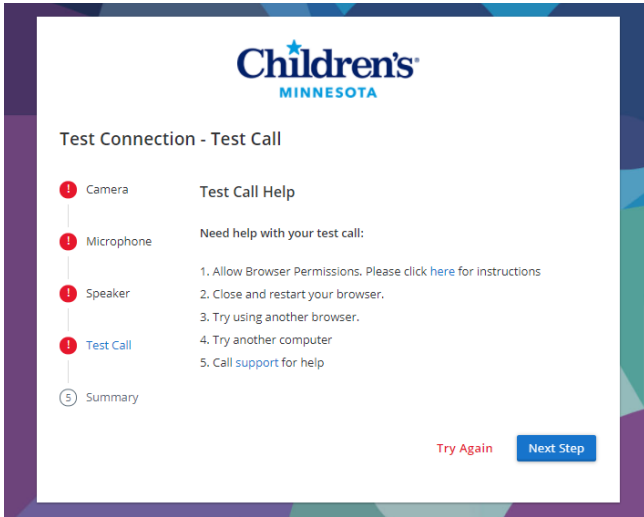 Children's
MINNESOTA
Test Connection - Test Call
! Camera
! Microphone
! Speaker
! Test Call
5 Summary
Test Call Help
Need help with your test call:
1. Allow Browser Permissions. Please click here for instructions
2. Close and restart your browser.
3. Try using another browser.
4. Try another computer
5. Call support for help
Try Again
Next Step